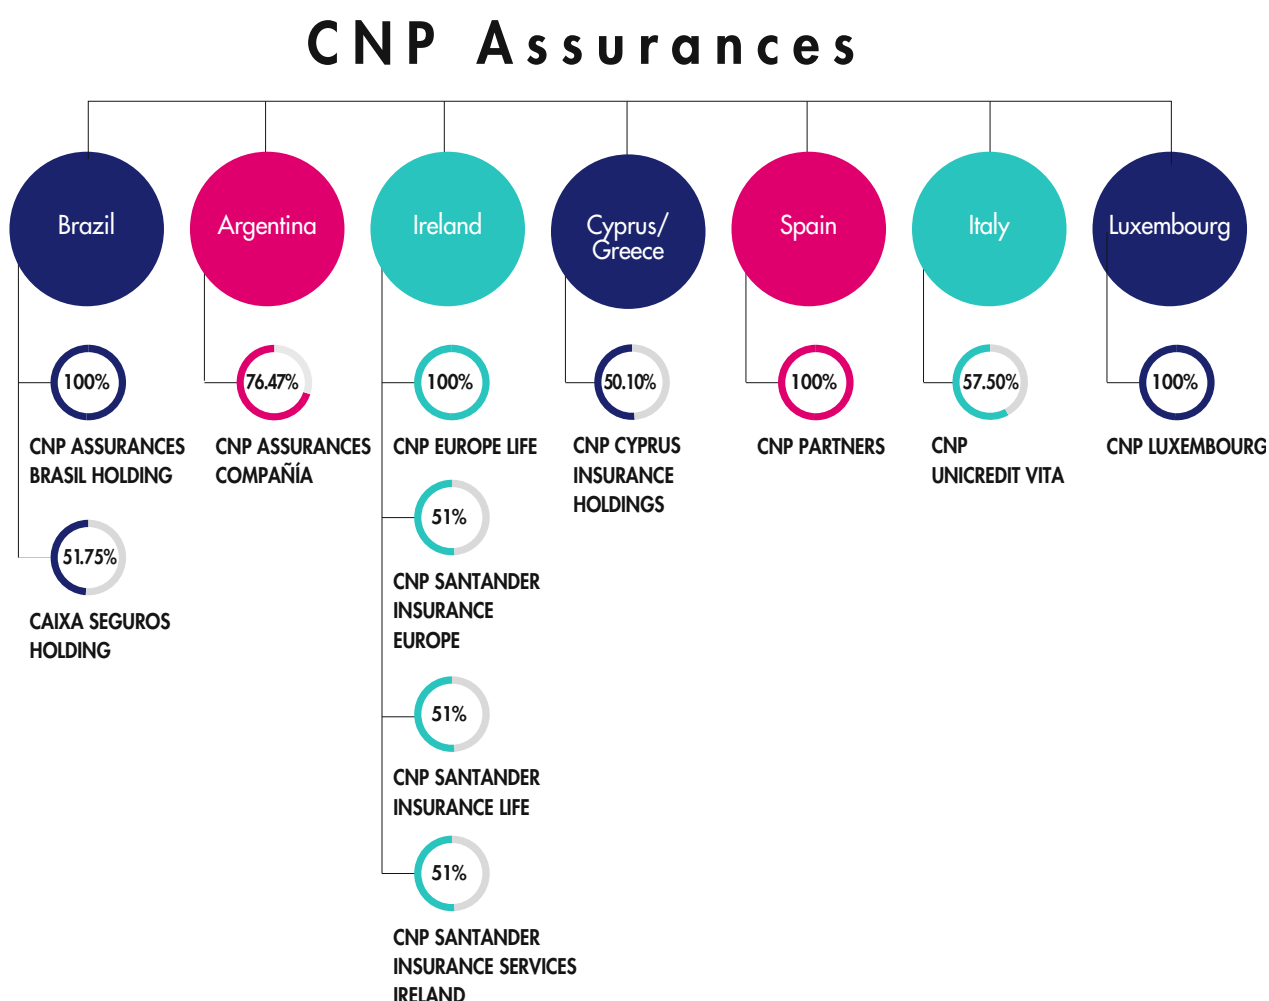 CNP Assurances
Brazil
Argentina
Ireland
Cyprus/
Greece
Spain
Italy
Luxembourg
100%
CNP ASSURANCES
BRASIL HOLDING
51.75%
CAIXA SEGUROS
HOLDING
76.47%
CNP ASSURANCES
COMPAÑÍA
100%
CNP EUROPE LIFE
51%
CNP SANTANDER
INSURANCE
EUROPE
51%
CNP SANTANDER
INSURANCE LIFE
51%
CNP SANTANDER
INSURANCE SERVICES
IRELAND
50.10%
CNP CYPRUS
INSURANCE
HOLDINGS
100%
CNP PARTNERS
57.50%
CNP
UNICREDIT VITA
100%
CNP LUXEMBOURG